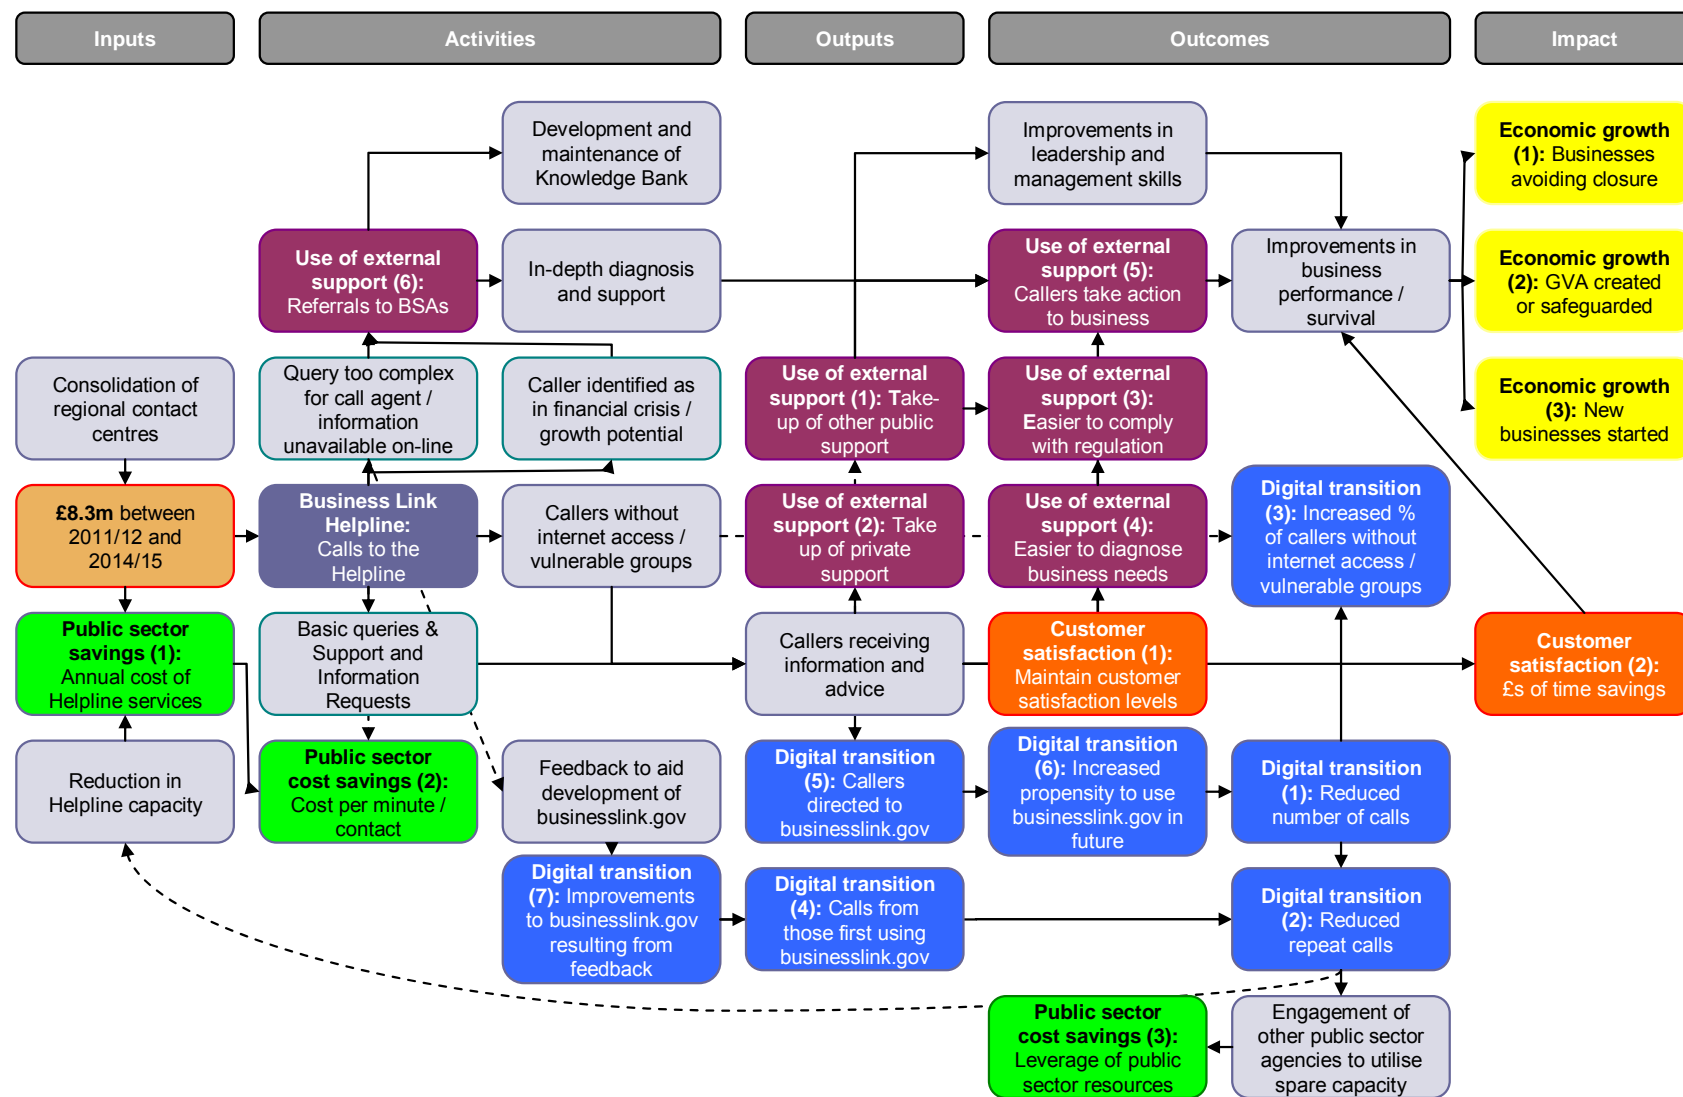 Inputs
Activities
Outputs
Outcomes
Impact
Development and
maintenance of
Knowledge Bank
Improvements in
leadership and
management skills
Economic growth
(1): Businesses
avoiding closure
Use of external
support (6):
Referrals to BSAs
In-depth diagnosis
and support
Use of external
support (5):
Callers take action
to business
Improvements in
business
performance /
survival
Economic growth
(2): GVA created
or safeguarded
Consolidation of
regional contact
centres
Query too complex
for call agent /
information
unavailable on-line
Caller identified as
in financial crisis /
growth potential
Use of external
support (1): Take-
up of other public
support
Use of external
support (3):
Easier to comply
with regulation
Economic growth
(3): New
businesses started
£8.3m between
2011/12 and
2014/15
Business Link
Helpline:
Calls to the
Helpline
Callers without
internet access /
vulnerable groups
Use of external
support (2): Take
up of private
support
Use of external
support (4):
Easier to diagnose
business needs
Digital transition
(3): Increased %
of callers without
internet access /
vulnerable groups
Public sector
savings (1):
Annual cost of
Helpline services
Basic queries &
Support and
Information
Requests
Callers receiving
information and
advice
Customer
satisfaction (1):
Maintain customer
satisfaction levels
Customer
satisfaction (2):
£s of time savings
Reduction in
Helpline capacity
Public sector
cost savings (2):
Cost per minute /
contact
Feedback to aid
development of
businesslink.gov
Digital transition
(5): Callers
directed to
businesslink.gov
Digital transition
(6): Increased
propensity to use
businesslink.gov in
future
Digital transition
(1): Reduced
number of calls
Digital transition
(7): Improvements
to businesslink.gov
resulting from
feedback
Digital transition
(4): Calls from
those first using
businesslink.gov
Digital transition
(2): Reduced
repeat calls
Public sector
cost savings (3):
Leverage of public
sector resources
Engagement of
other public sector
agencies to utilise
spare capacity